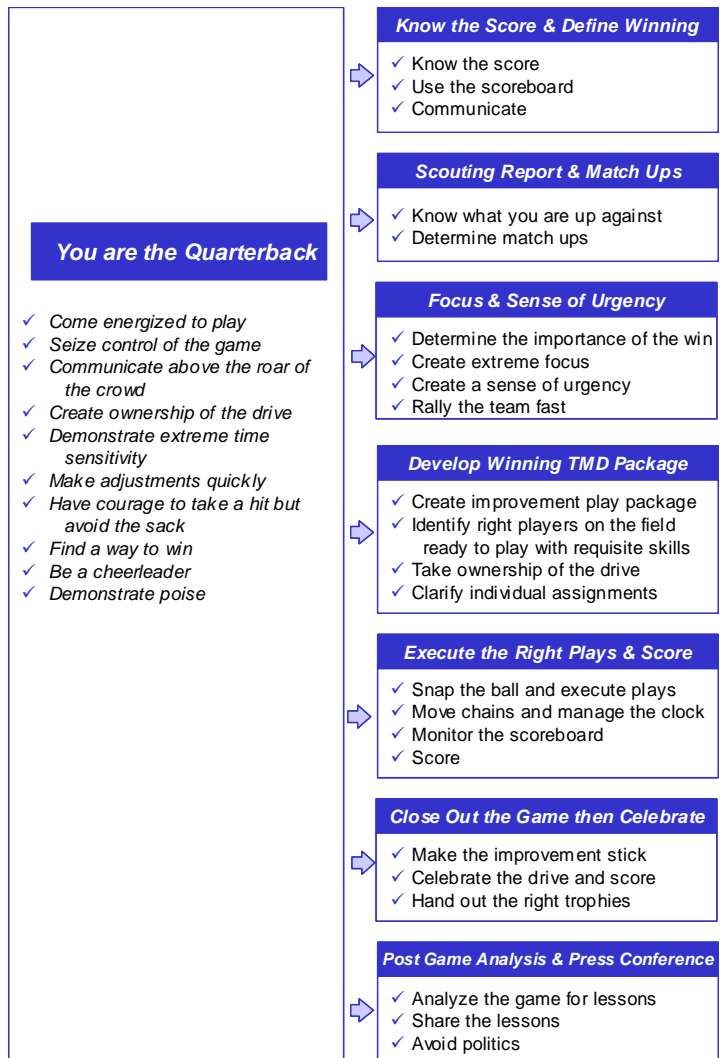 You are the Quarterback
✓ Come energized to play
✓ Seize control of the game
✓ Communicate above the roar of
the crowd
✓ Create ownership of the drive
✓ Demonstrate extreme time
sensitivity
✓ Make adjustments quickly
✓ Have courage to take a hit but
avoid the sack
✓ Find a way to win
✓ Be a cheerleader
✓ Demonstrate poise
Know the Score & Define Winning
✓ Know the score
✓ Use the scoreboard
✓ Communicate
Scouting Report & Match Ups
✓ Know what you are up against
✓ Determine match ups
Focus & Sense of Urgency
✓ Determine the importance of the win
✓ Create extreme focus
✓ Create a sense of urgency
✓ Rally the team fast
Develop Winning TMD Package
✓ Create improvement play package
✓ Identify right players on the field
ready to play with requisite skills
✓ Take ownership of the drive
✓ Clarify individual assignments
Execute the Right Plays & Score
✓ Snap the ball and execute plays
✓ Move chains and manage the clock
✓ Monitor the scoreboard
✓ Score
Close Out the Game then Celebrate
✓ Make the improvement stick
✓ Celebrate the drive and score
✓ Hand out the right trophies
Post Game Analysis & Press Conference
✓ Analyze the game for lessons
✓ Share the lessons
✓ Avoid politics